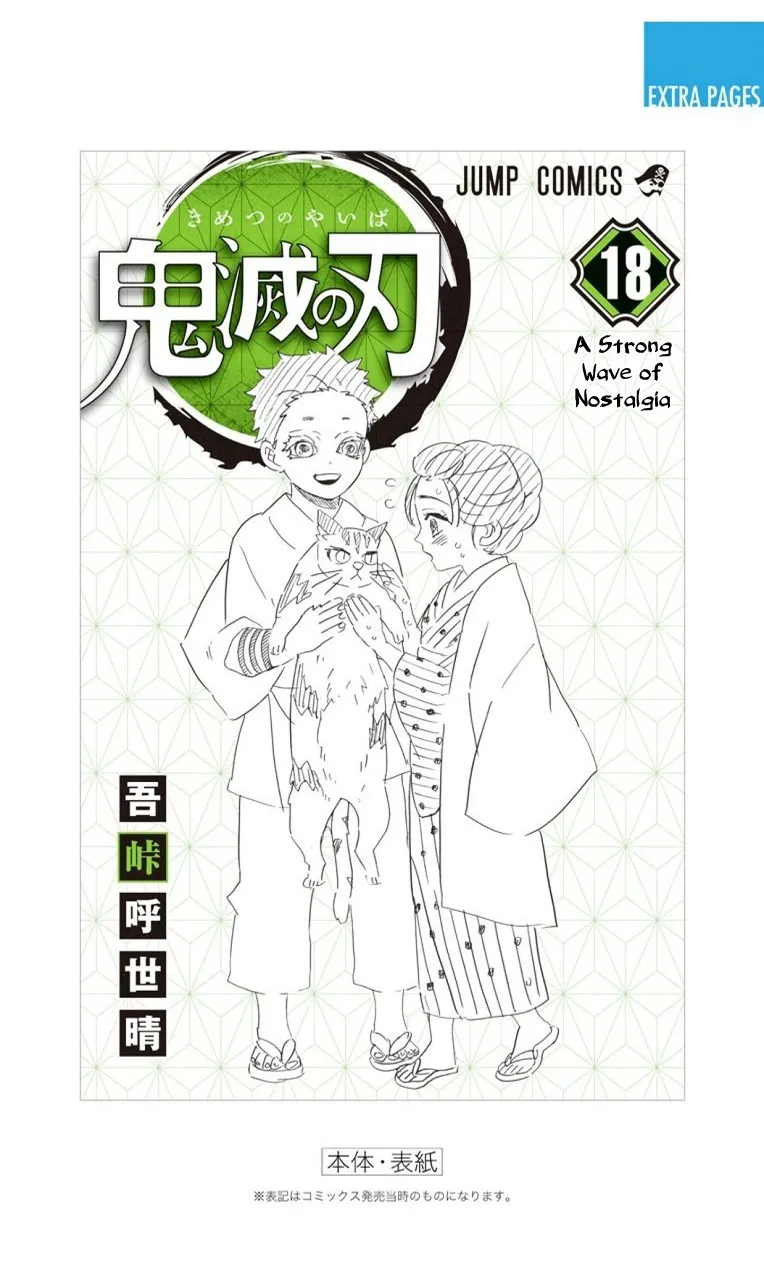 EXTRA PAGES
JUMP COMICS
きめつのやいば
鬼滅の刃
18
A Strong
Wave of
Nostalgia
吾
峠
呼
世
晴
本体・表紙
※表記はコミックス発売当時のものになります。